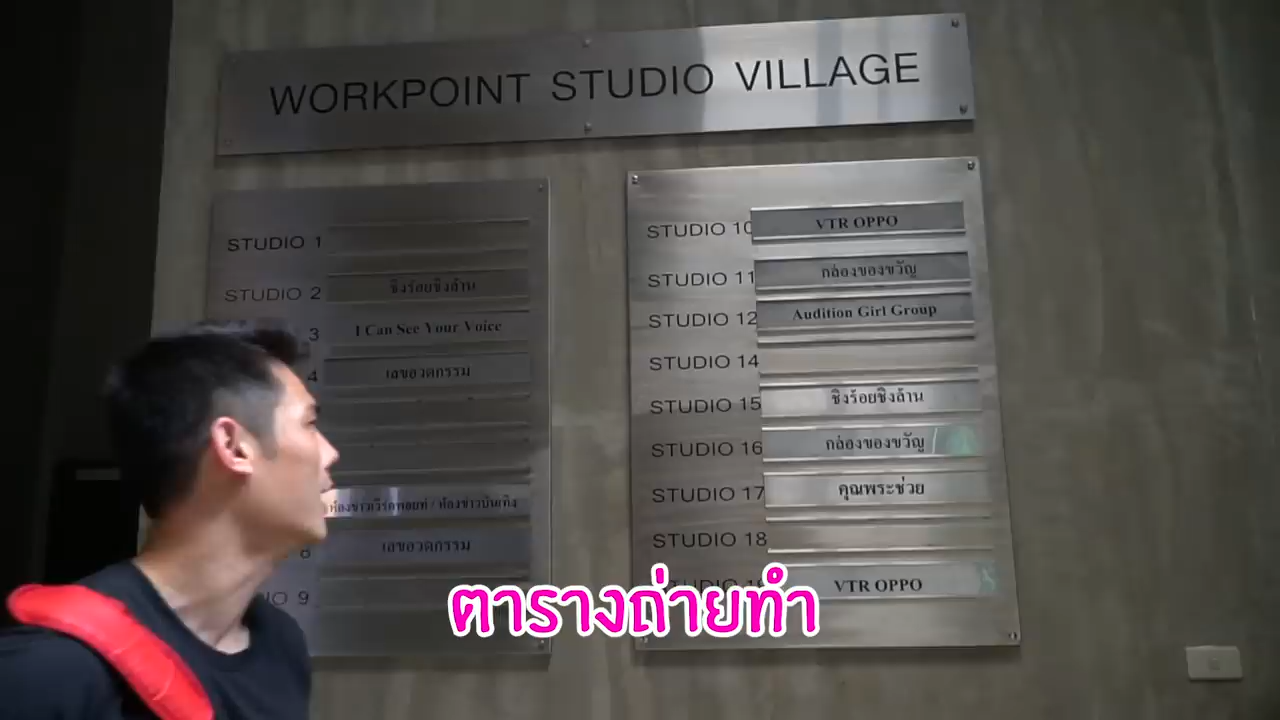 WORKPOINT STUDIO VILLAGE
STUDIO 1
STUDIO 2 ชิงร้อยชิงล้าน
3 I Can See Your Voice
4 เลขอวดกรรม
ห้องข่าวเวิร์คพอยท์ / ห้องข่าวบันเทิง
8 เลขอวดกรรม
9
STUDIO 10 VTR OPPO
STUDIO 11 กล่องของขวัญ
STUDIO 12 Audition Girl Group
STUDIO 14
STUDIO 15 ชิงร้อยชิงล้าน
STUDIO 16 กล่องของขวัญ
STUDIO 17 คุณพระช่วย
STUDIO 18
STUDIO VTR OPPO
ตารางถ่ายทำ